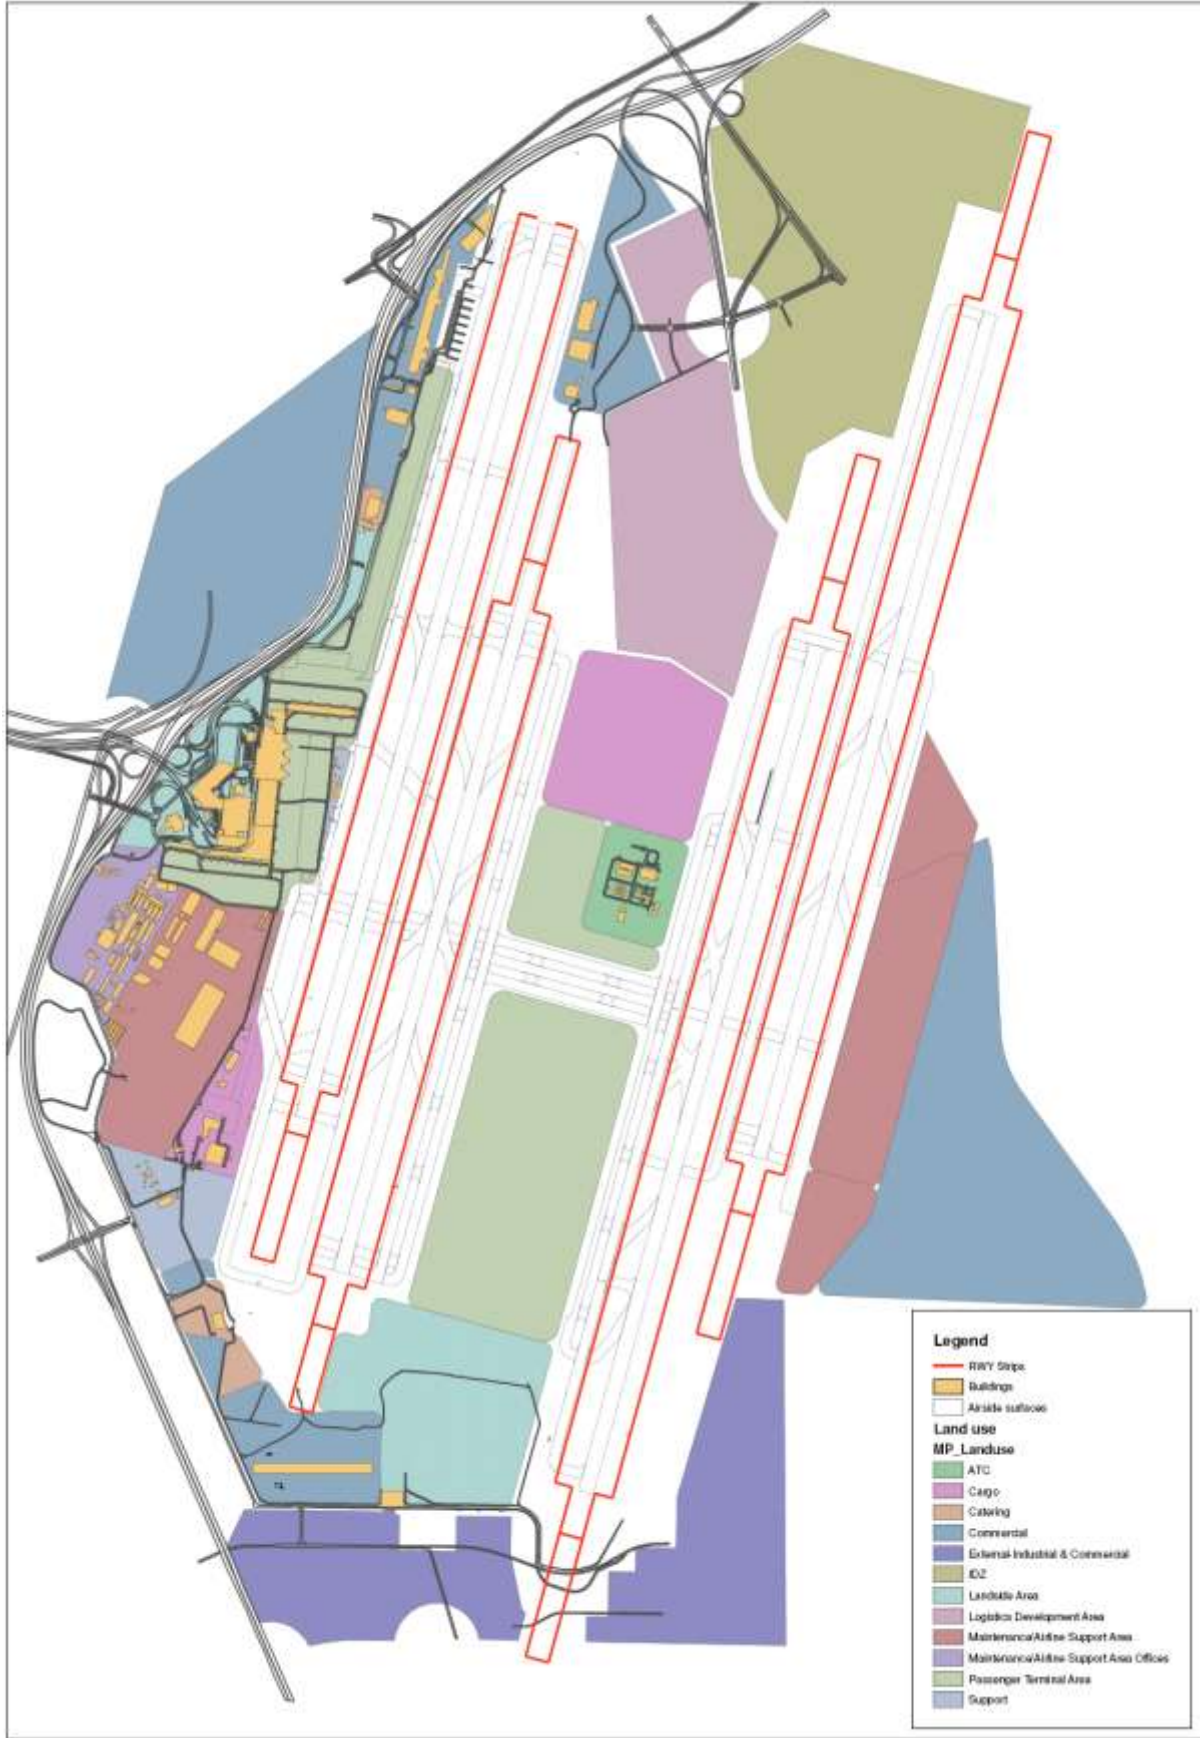 Legend
RWY Strips
Buildings
Airside surfaces
Land use
MP_Landuse
ATC
Cargo
Catering
Commercial
External-Industrial & Commercial
IDZ
Landside Area
Logistics Development Area
Maintenance/Airline Support Area
Maintenance/Airline Support Area Offices
Passenger Terminal Area
Support